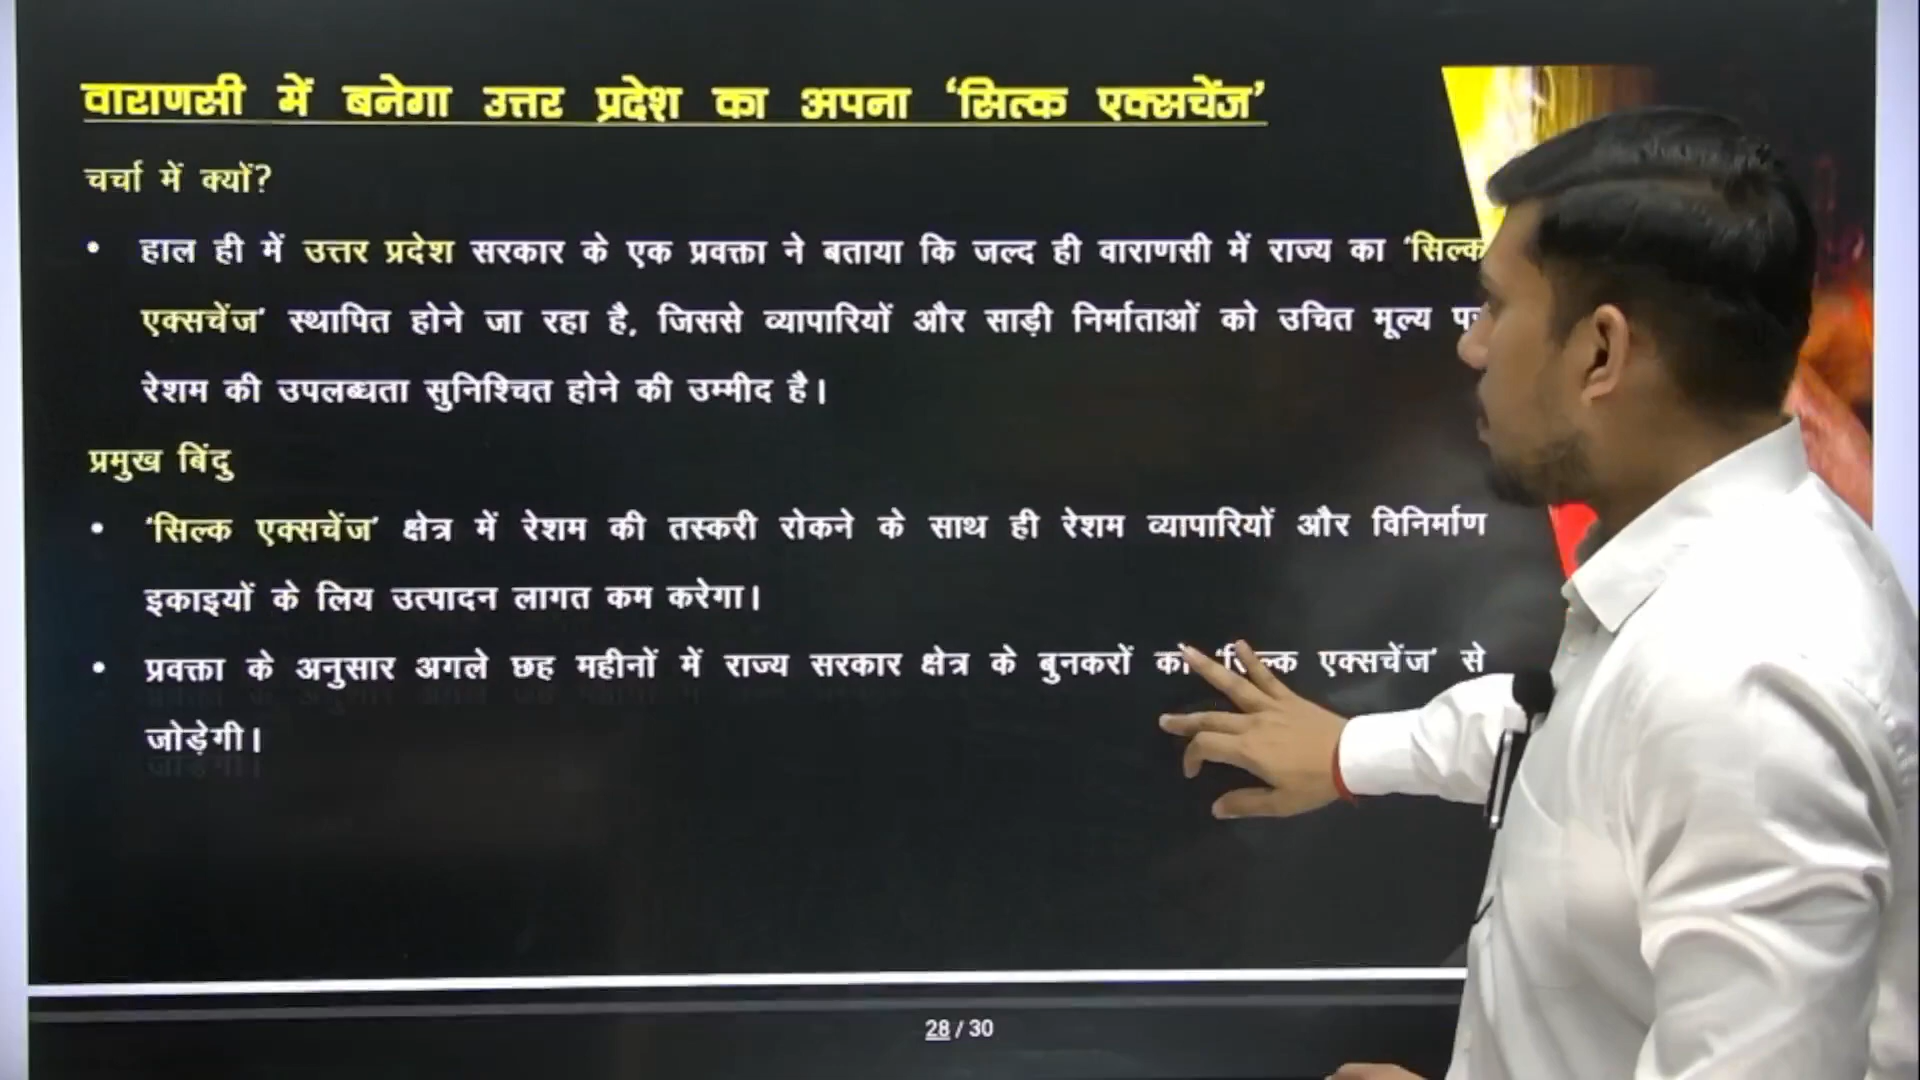 वाराणसी में बनेगा उत्तर प्रदेश का अपना ‘सिल्क एक्सचेंज’
चर्चा में क्यों?
• हाल ही में उत्तर प्रदेश सरकार के एक प्रवक्ता ने बताया कि जल्द ही वाराणसी में राज्य का ‘सिल्क
एक्सचेंज’ स्थापित होने जा रहा है, जिससे व्यापारियों और साड़ी निर्माताओं को उचित मूल्य पर
रेशम की उपलब्धता सुनिश्चित होने की उम्मीद है।
प्रमुख बिंदु
• ‘सिल्क एक्सचेंज’ क्षेत्र में रेशम की तस्करी रोकने के साथ ही रेशम व्यापारियों और विनिर्माण
इकाइयों के लिय उत्पादन लागत कम करेगा।
• प्रवक्ता के अनुसार अगले छह महीनों में राज्य सरकार क्षेत्र के बुनकरों को ‘सिल्क एक्सचेंज’ से
जोड़ेगी।
28 / 30